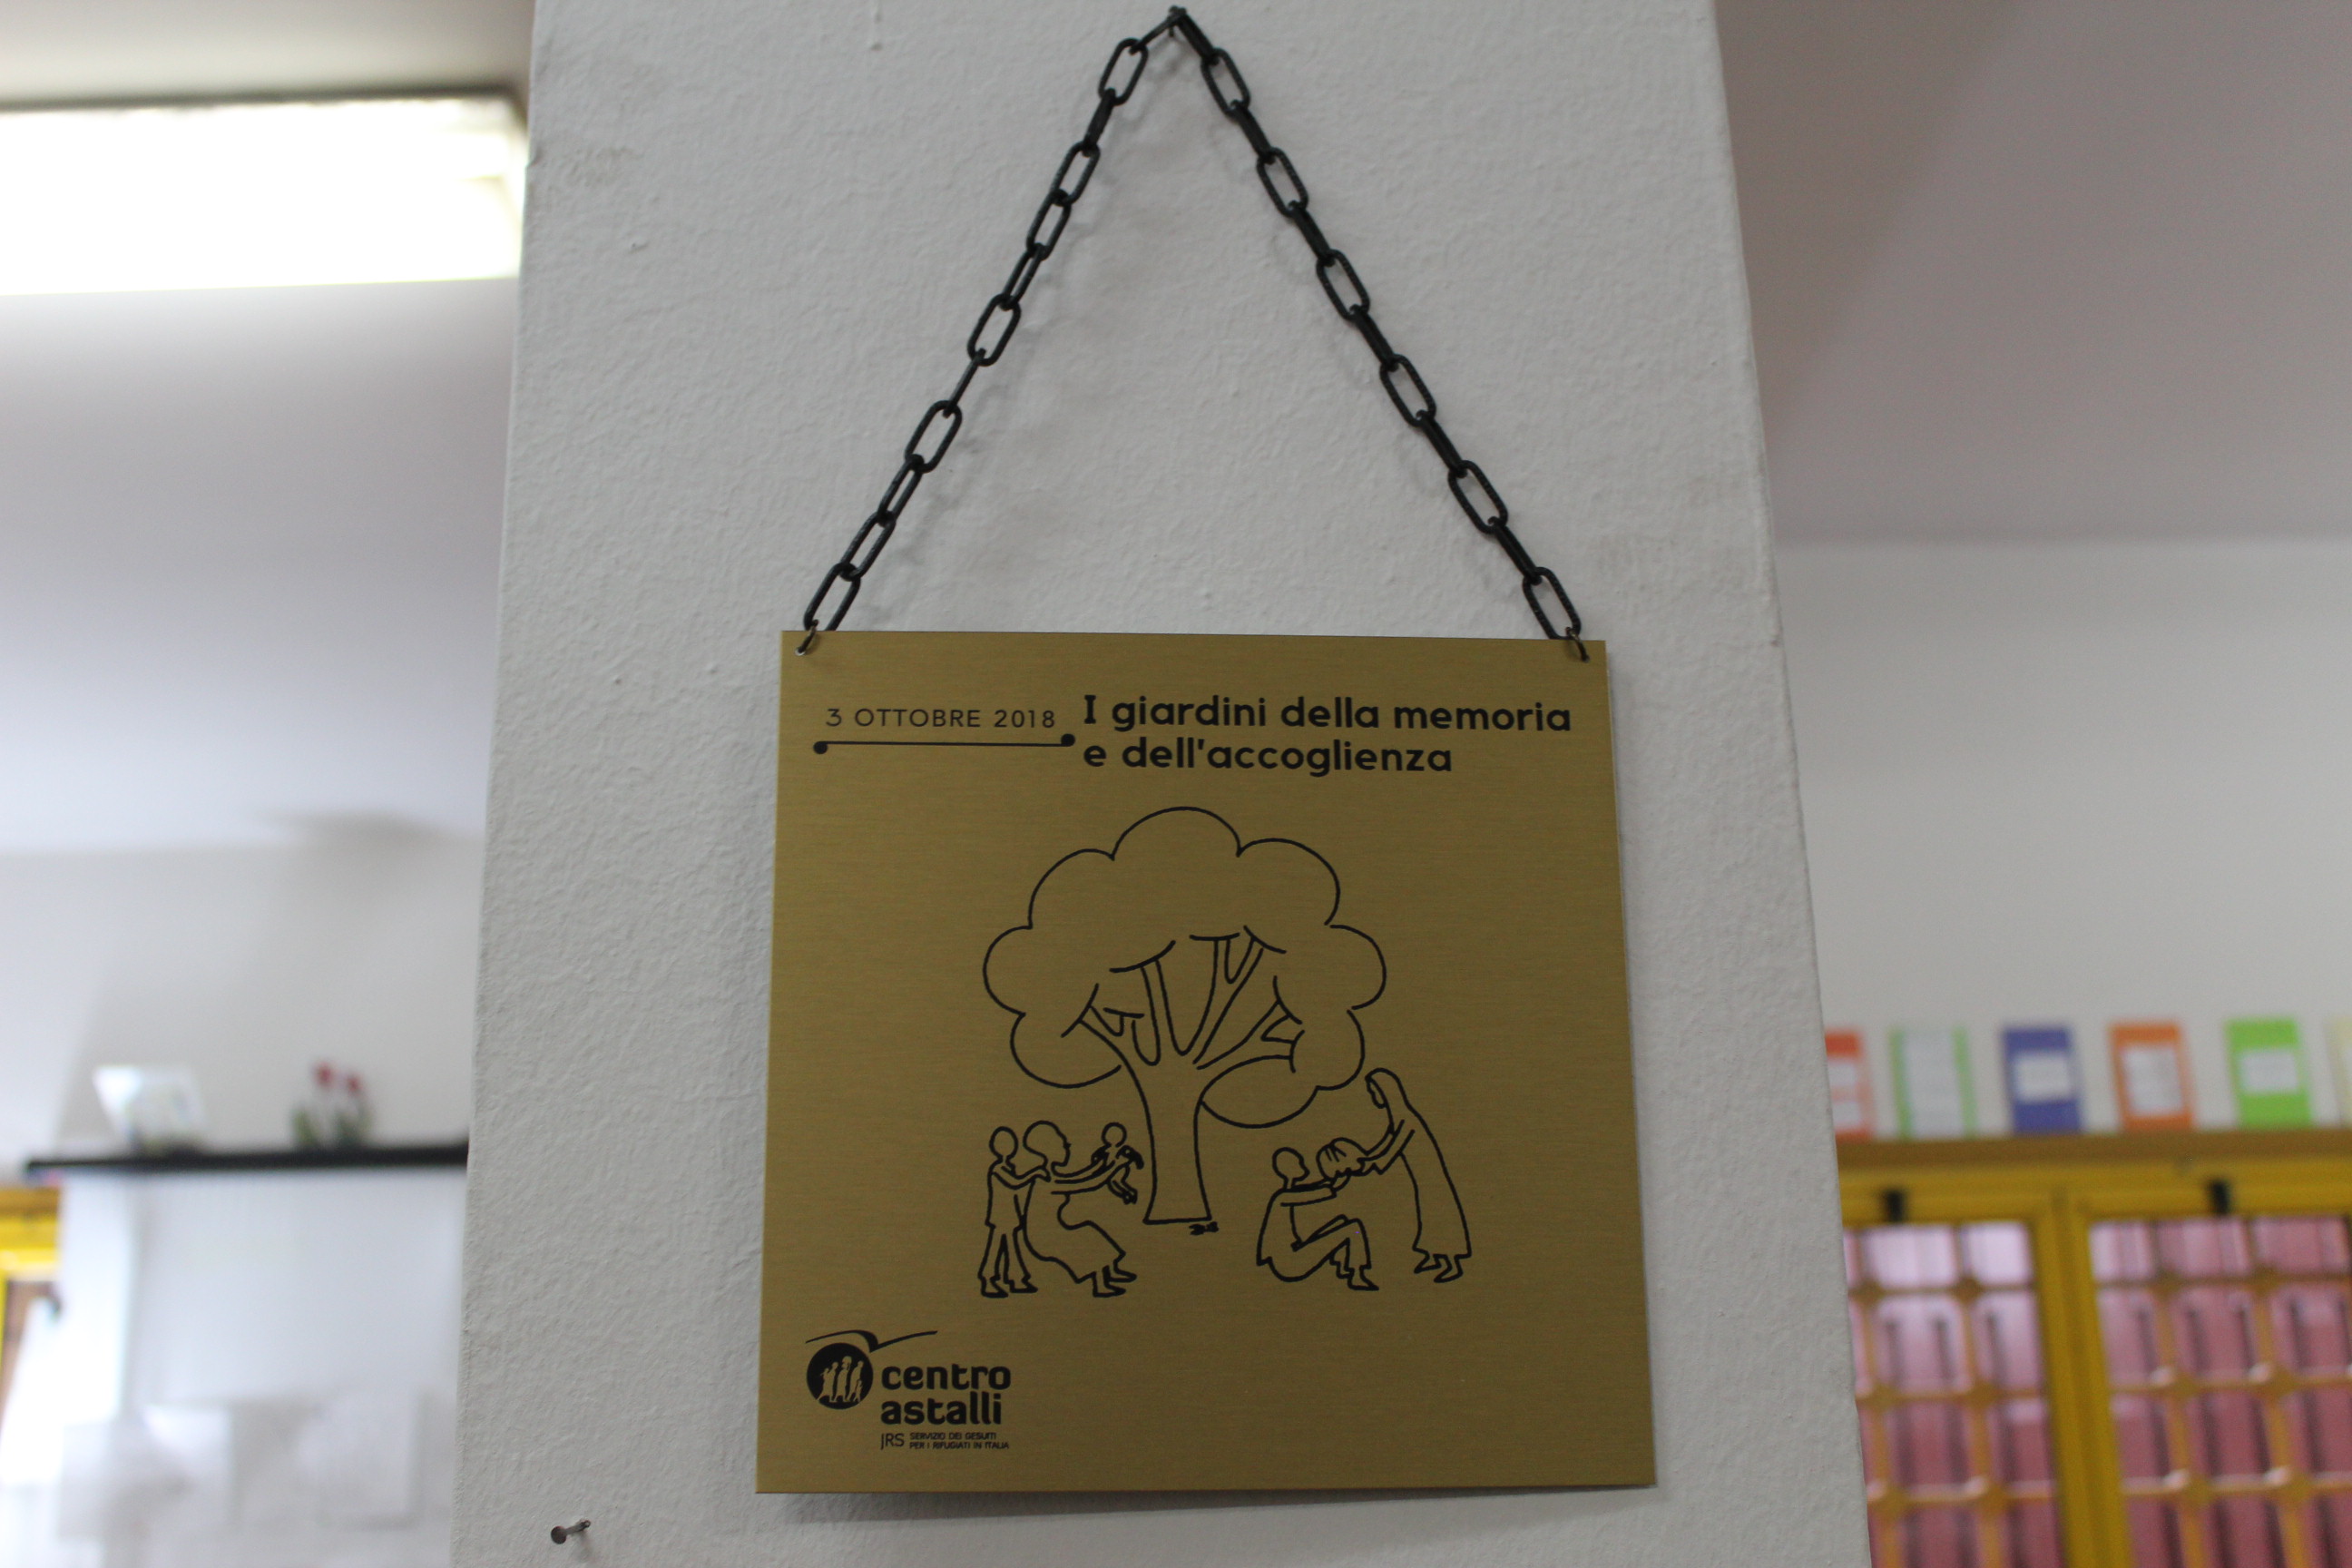 3 OTTOBRE 2018
I giardini della memoria
e dell'accoglienza
centro
astalli
JRS SERVIZIO DEI GESUITI
PER I RIFUGIATI IN ITALIA